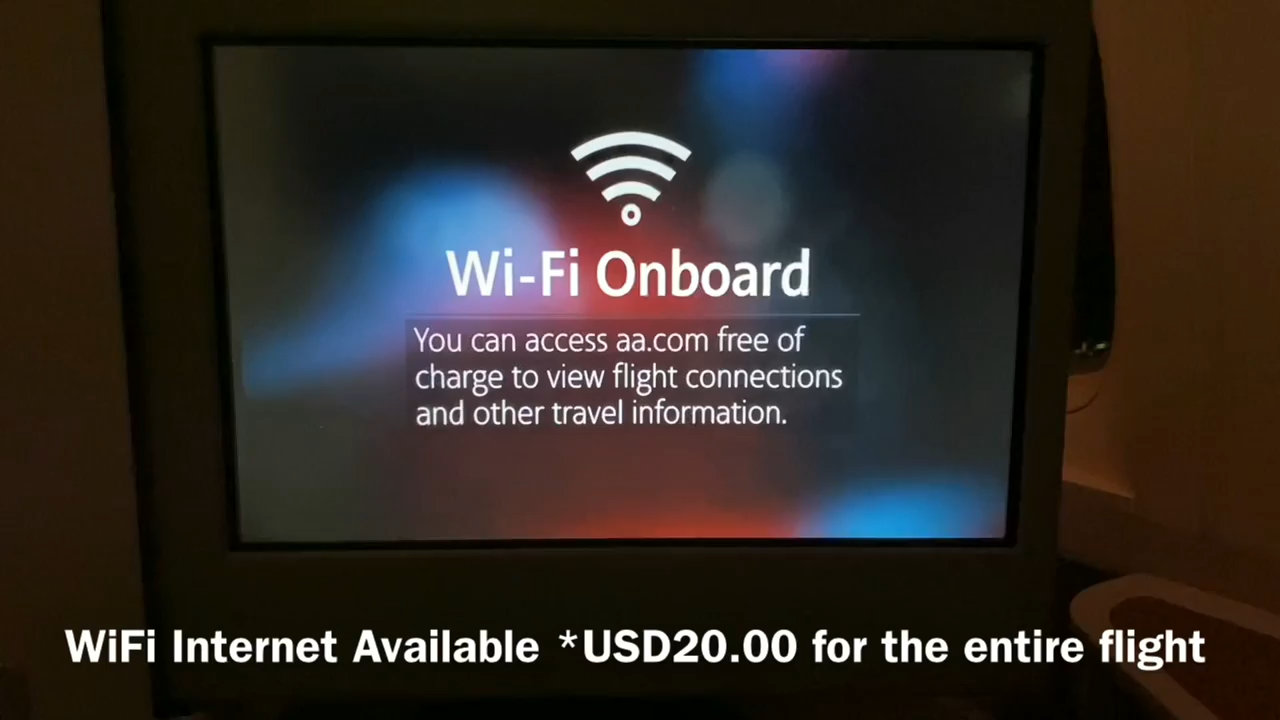 Wi-Fi Onboard
You can access aa.com free of
charge to view flight connections
and other travel information.
WiFi Internet Available *USD20.00 for the entire flight